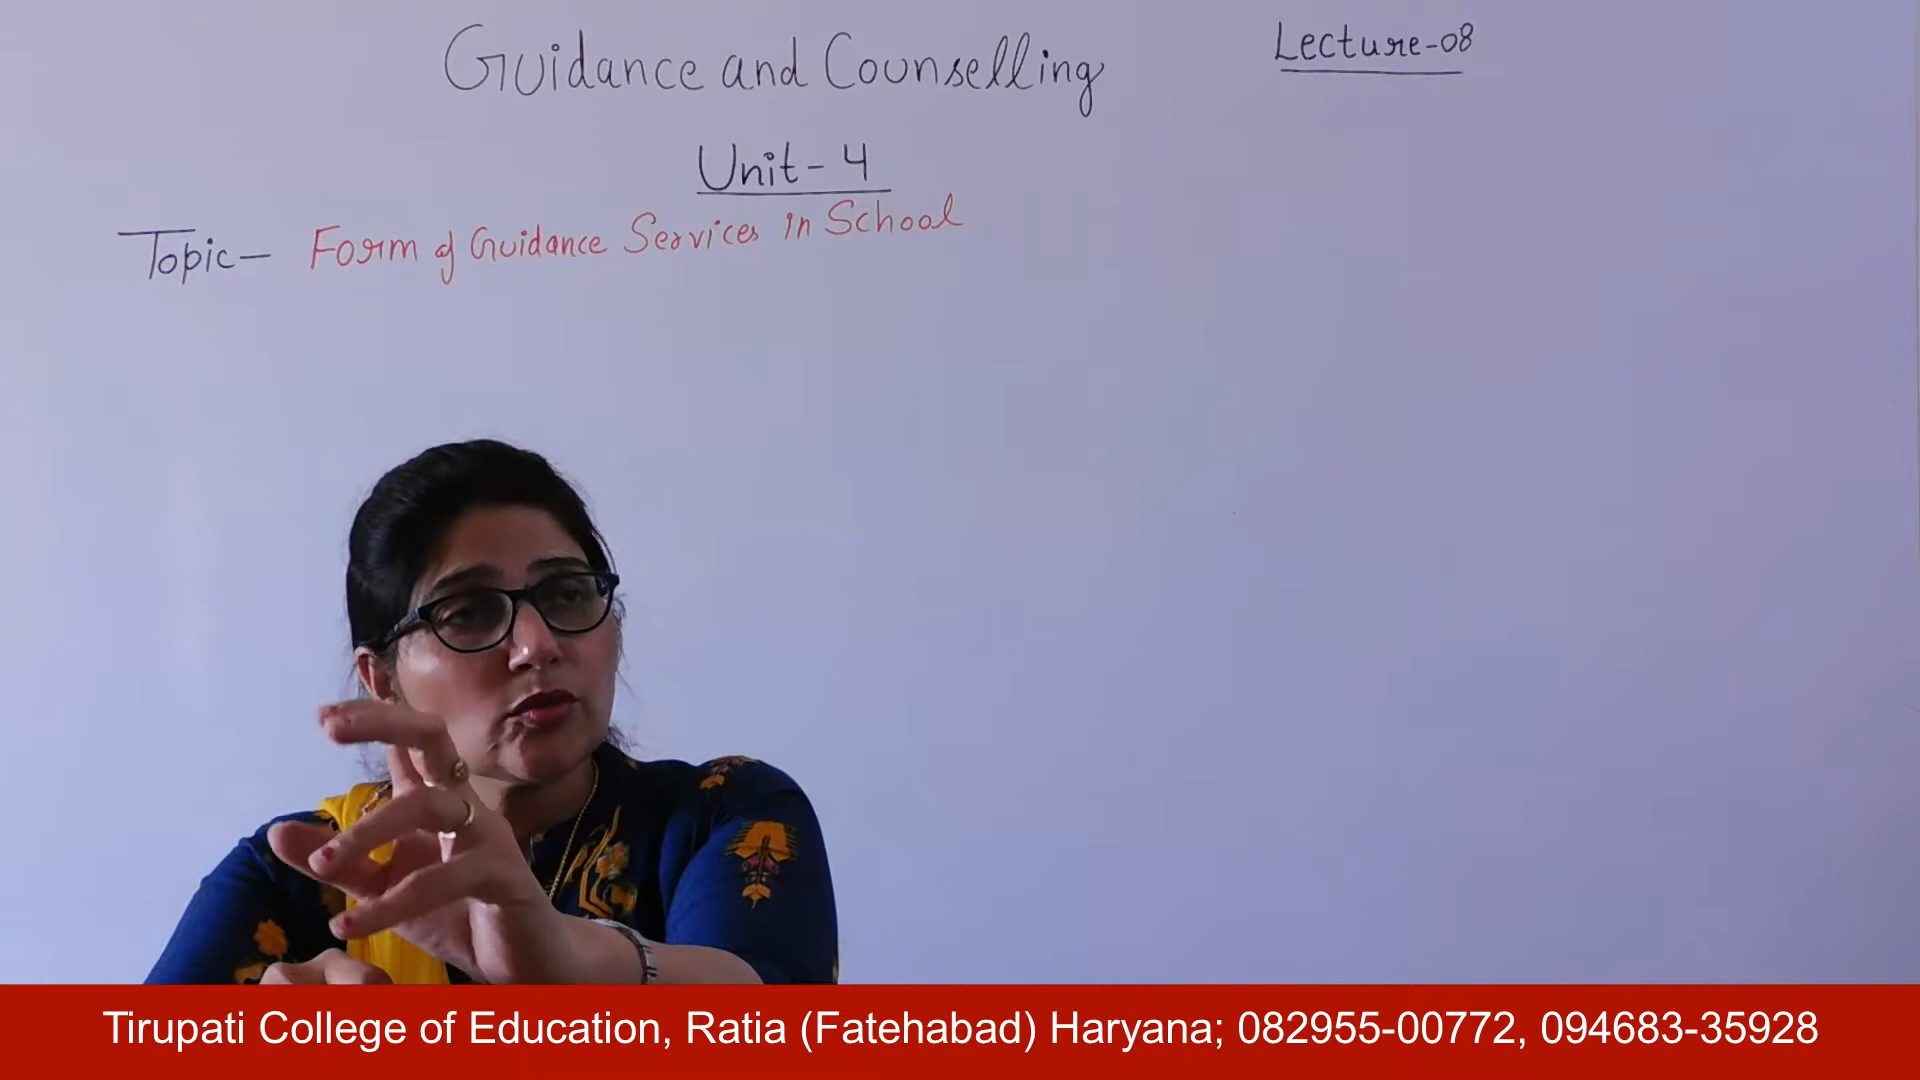 Guidance and Counselling
Lecture-08
Unit - 4
Topic - Form of Guidance Services in School
Tirupati College of Education, Ratia (Fatehabad) Haryana; 082955-00772, 094683-35928